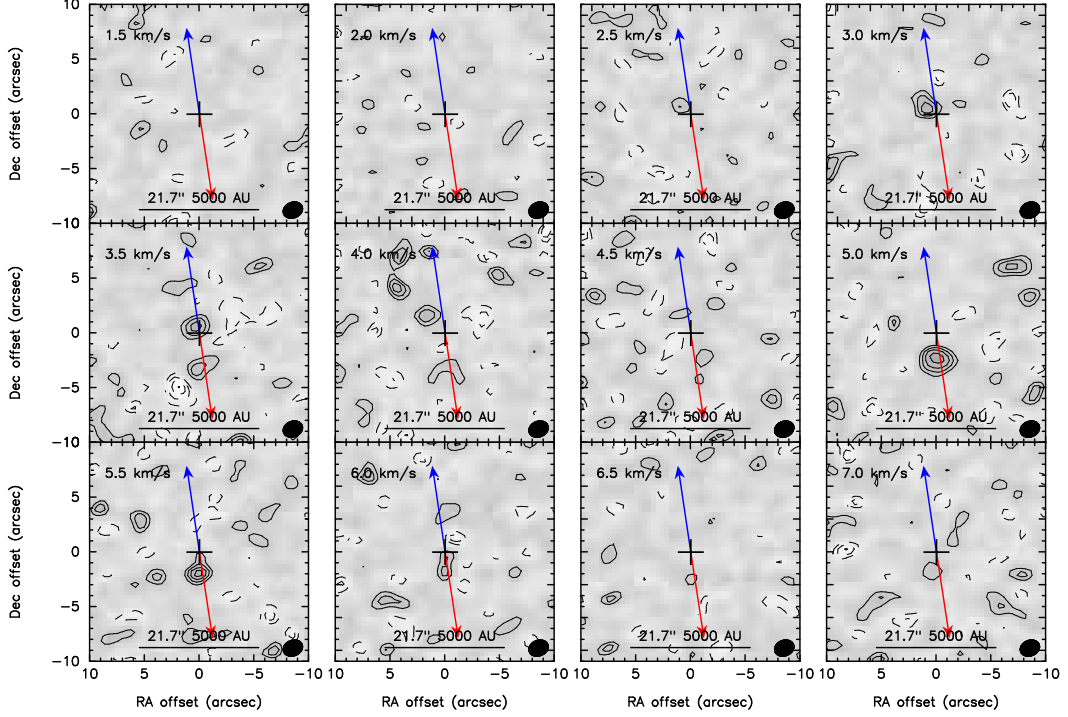 10
1.5 km/s 2.0 km/s 2.5 km/s 3.0 km/s
5
Dec offset (arcsec)
0
−5
21.7" 5000 AU 21.7" 5000 AU 21.7" 5000 AU 21.7" 5000 AU
−10
3.5 km/s 4.0 km/s 4.5 km/s 5.0 km/s
5
Dec offset (arcsec)
0
−5
21.7" 5000 AU 21.7" 5000 AU 21.7" 5000 AU 21.7" 5000 AU
−10
5.5 km/s 6.0 km/s 6.5 km/s 7.0 km/s
5
Dec offset (arcsec)
0
−5
21.7" 5000 AU 21.7" 5000 AU 21.7" 5000 AU 21.7" 5000 AU
−10
10 5 0 −5 −10 10 5 0 −5 −10 10 5 0 −5 −10 10 5 0 −5 −10
RA offset (arcsec) RA offset (arcsec) RA offset (arcsec) RA offset (arcsec)